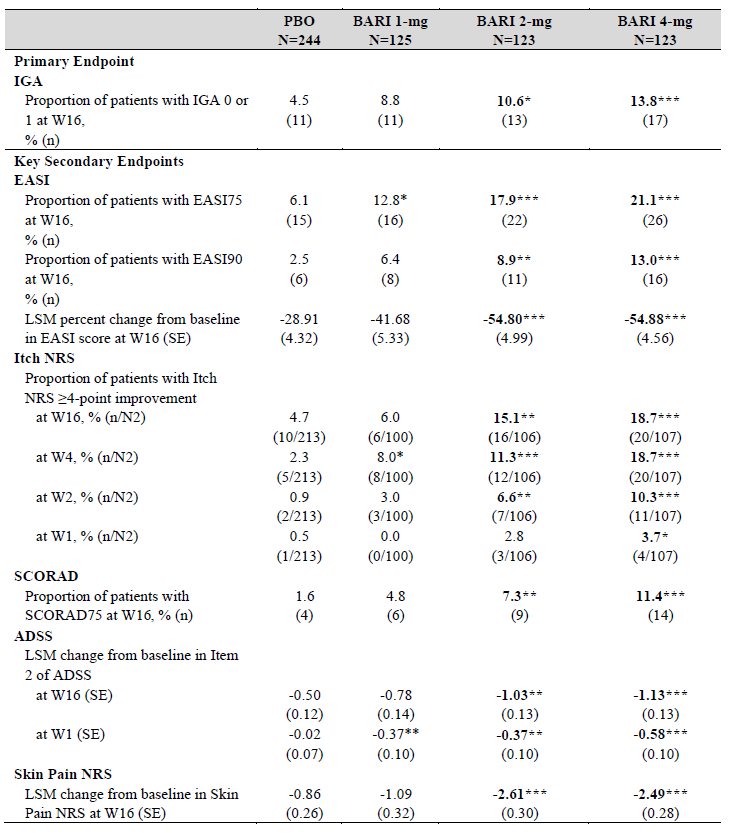 PBO BARI 1-mg BARI 2-mg BARI 4-mg
N=244 N=125 N=123 N=123
Primary Endpoint
IGA
Proportion of patients with IGA 0 or 4.5 8.8 10.6* 13.8***
1 at W16, (11) (11) (13) (17)
% (n)
Key Secondary Endpoints
EASI
Proportion of patients with EASI75 6.1 12.8* 17.9*** 21.1***
at W16, (15) (16) (22) (26)
% (n)
Proportion of patients with EASI90 2.5 6.4 8.9** 13.0***
at W16, (6) (8) (11) (16)
% (n)
LSM percent change from baseline -28.91 -41.68 -54.80*** -54.88***
in EASI score at W16 (SE) (4.32) (5.33) (4.99) (4.56)
Itch NRS
Proportion of patients with Itch
NRS ≥4-point improvement
at W16, % (n/N2) 4.7 6.0 15.1** 18.7***
(10/213) (6/100) (16/106) (20/107)
at W4, % (n/N2) 2.3 8.0* 11.3*** 18.7***
(5/213) (8/100) (12/106) (20/107)
at W2, % (n/N2) 0.9 3.0 6.6** 10.3***
(2/213) (3/100) (7/106) (11/107)
at W1, % (n/N2) 0.5 0.0 2.8 3.7*
(1/213) (0/100) (3/106) (4/107)
SCORAD
Proportion of patients with 1.6 4.8 7.3** 11.4***
SCORAD75 at W16, % (n) (4) (6) (9) (14)
ADSS
LSM change from baseline in Item
2 of ADSS
at W16 (SE) -0.50 -0.78 -1.03** -1.13***
(0.12) (0.14) (0.13) (0.13)
at W1 (SE) -0.02 -0.37** -0.37** -0.58***
(0.07) (0.10) (0.10) (0.10)
Skin Pain NRS
LSM change from baseline in Skin -0.86 -1.09 -2.61*** -2.49***
Pain NRS at W16 (SE) (0.26) (0.32) (0.30) (0.28)